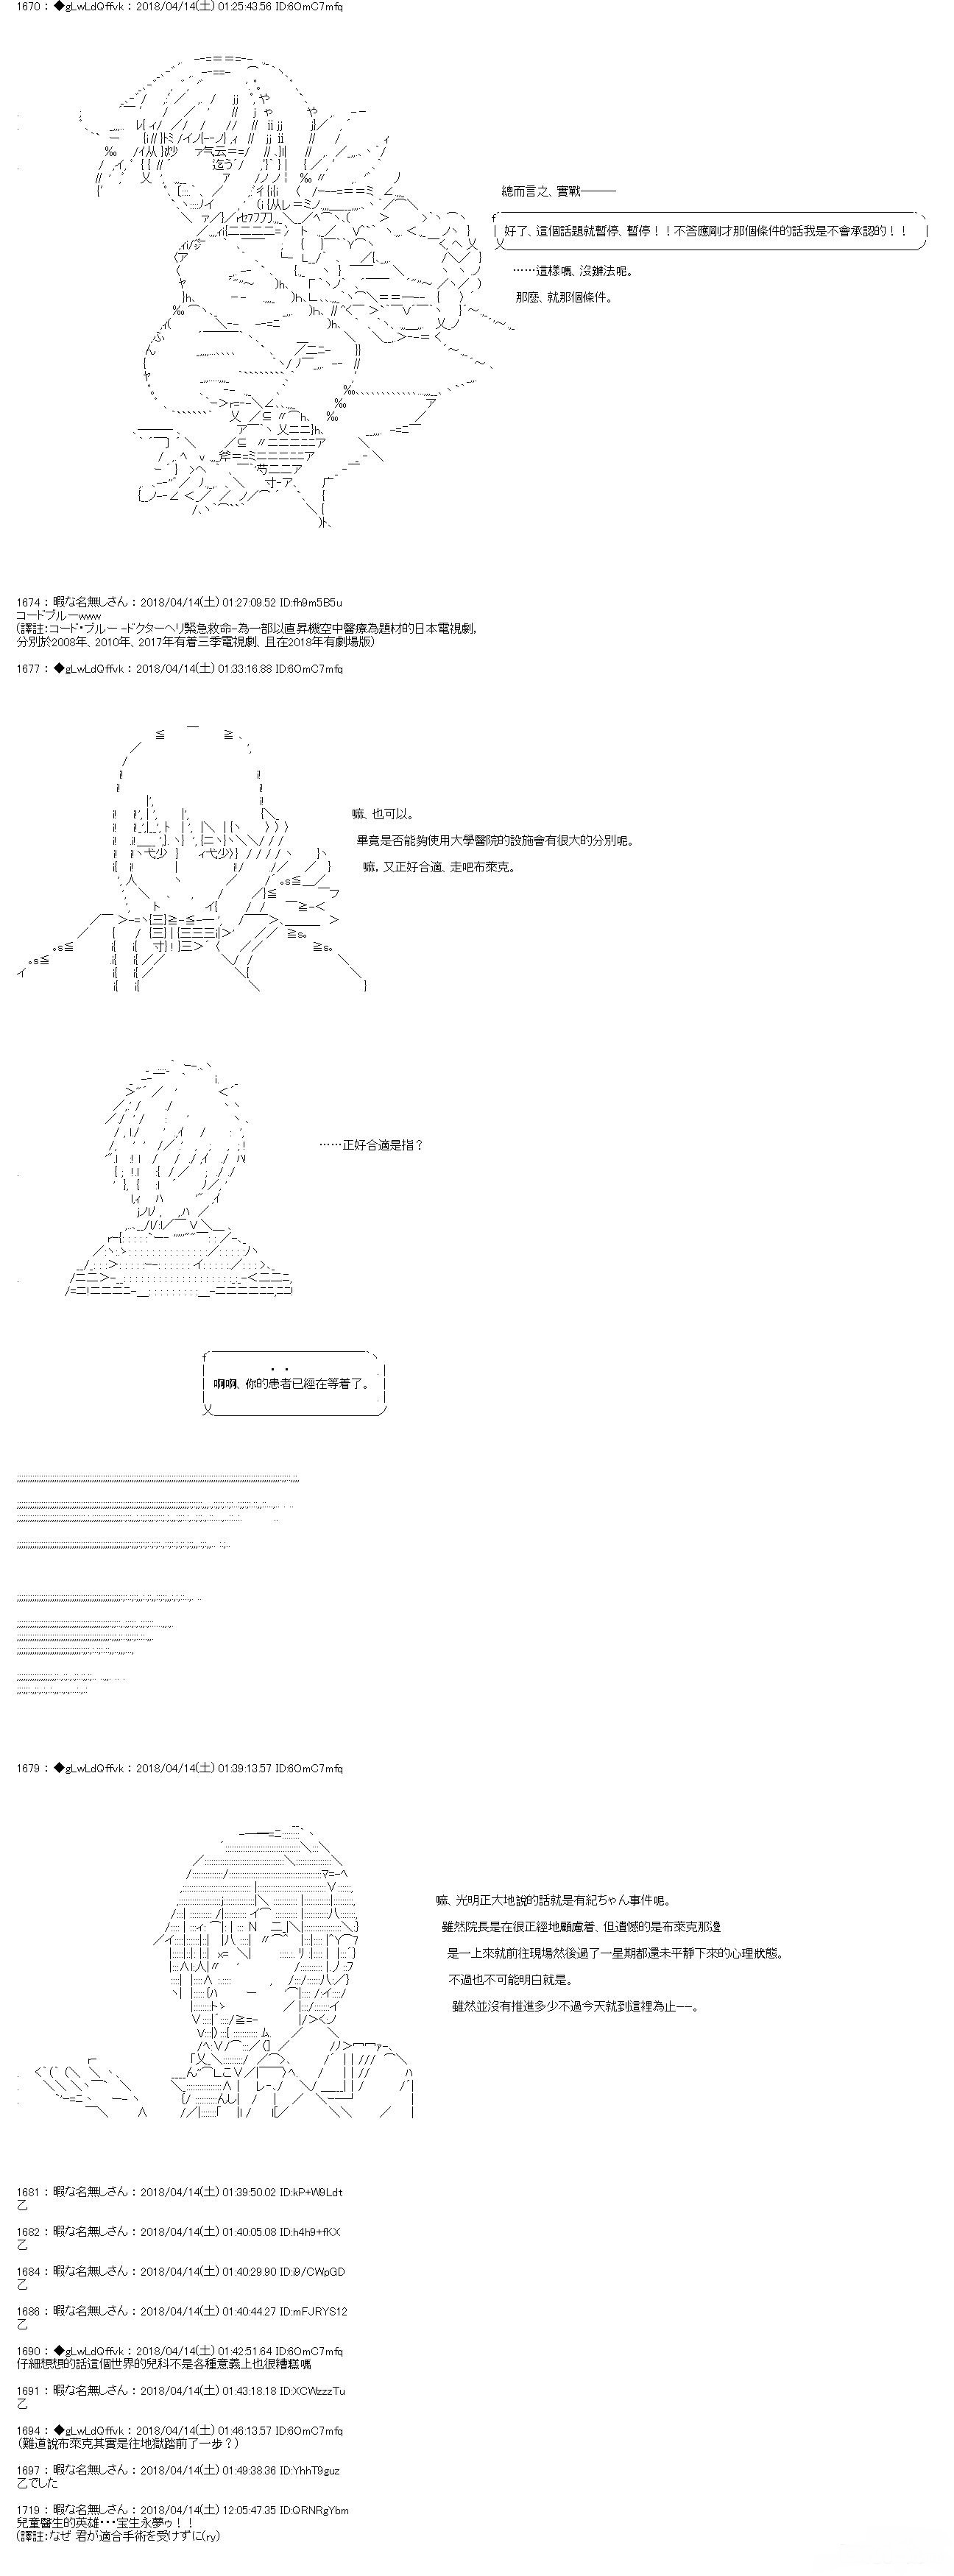 1670 : ◆gLwLdQffvk : 2018/04/14(土) 01:25:43.56 ID:6OmC7mfq
總而言之、實戰―――
好了、這個話題就暫停、暫停！！不答應剛才那個條件的話我是不會承認的！！
……這樣嗎、沒辦法呢。
那麼、就那個條件。
1674 : 暇な名無しさん : 2018/04/14(土) 01:27:09.52 ID:fh9m5B5u
コードブルーwww
(譯註:コード･ブルー -ドクターヘリ緊急救命-為一部以直昇機空中醫療為題材的日本電視劇,
分別於2008年、2010年、2017年有着三季電視劇、且在2018年有劇場版)
1677 : ◆gLwLdQffvk : 2018/04/14(土) 01:33:16.88 ID:6OmC7mfq
嘛、也可以。
畢竟是否能夠使用大學醫院的設施會有很大的分別呢。
嘛，又正好合適、走吧布萊克。
……正好合適是指？
啊啊、你的患者已經在等着了。
1679 : ◆gLwLdQffvk : 2018/04/14(土) 01:39:13.57 ID:6OmC7mfq
嘛、光明正大地說的話就是有紀ちゃん事件呢。
雖然院長是在很正經地顧慮着、但遺憾的是布萊克那邊
是一上來就前往現場然後過了一星期都還未平靜下來的心理狀態。
不過也不可能明白就是。
雖然並沒有推進多少不過今天就到這裡為止――。
1681 : 暇な名無しさん : 2018/04/14(土) 01:39:50.02 ID:kP+W9Ldt
乙
1682 : 暇な名無しさん : 2018/04/14(土) 01:40:05.08 ID:h4h9+fKX
乙
1684 : 暇な名無しさん : 2018/04/14(土) 01:40:29.90 ID:i9/CWpGD
乙
1686 : 暇な名無しさん : 2018/04/14(土) 01:40:44.27 ID:mFJRYS12
乙
1690 : ◆gLwLdQffvk : 2018/04/14(土) 01:42:51.64 ID:6OmC7mfq
仔細想想的話這個世界的兒科不是各種意義上也很糟糕嗎
1691 : 暇な名無しさん : 2018/04/14(土) 01:43:18.18 ID:XCWzzzTu
乙
1694 : ◆gLwLdQffvk : 2018/04/14(土) 01:46:13.57 ID:6OmC7mfq
(難道說布萊克其實是往地獄踏前了一步？)
1697 : 暇な名無しさん : 2018/04/14(土) 01:49:38.36 ID:YhhT9guz
乙でした
1719 : 暇な名無しさん : 2018/04/14(土) 12:05:47.35 ID:QRNRgYbm
兒童醫生的英雄･･･宝生永夢ゥ！！
(譯註:なぜ 君が適合手術を受けずに(ry)